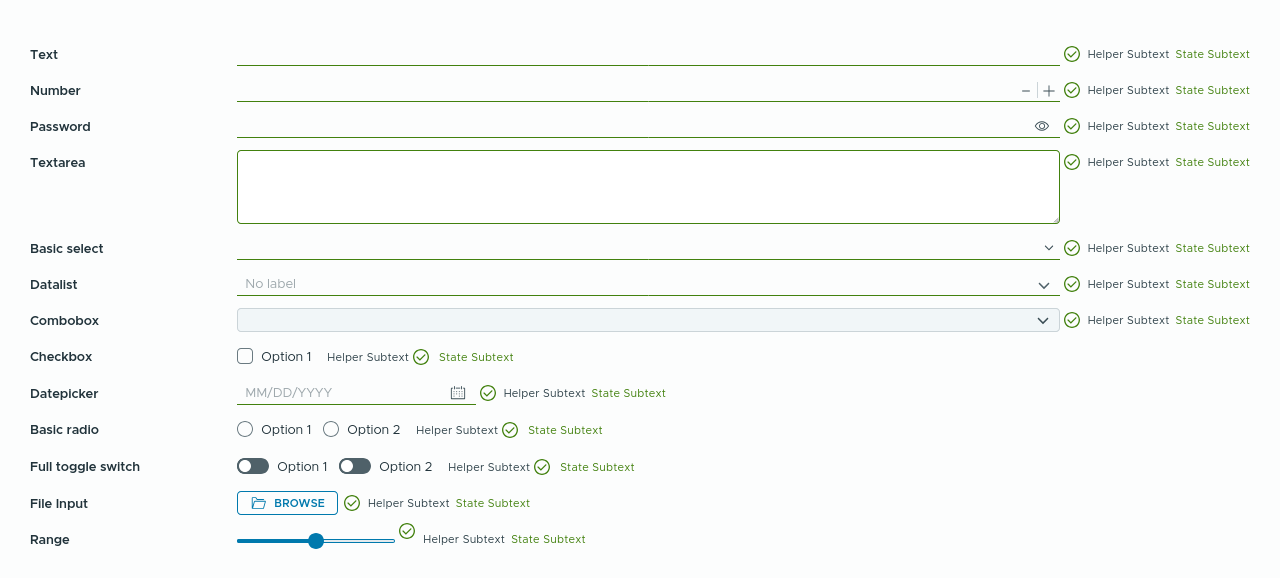 Text Helper Subtext State Subtext
Number Helper Subtext State Subtext
Password Helper Subtext State Subtext
Textarea Helper Subtext State Subtext
Basic select Helper Subtext State Subtext
Datalist No label Helper Subtext State Subtext
Combobox Helper Subtext State Subtext
Checkbox Option 1 Helper Subtext State Subtext
Datepicker MM/DD/YYYY Helper Subtext State Subtext
Basic radio Option 1 Option 2 Helper Subtext State Subtext
Full toggle switch Option 1 Option 2 Helper Subtext State Subtext
File Input BROWSE Helper Subtext State Subtext
Range Helper Subtext State Subtext